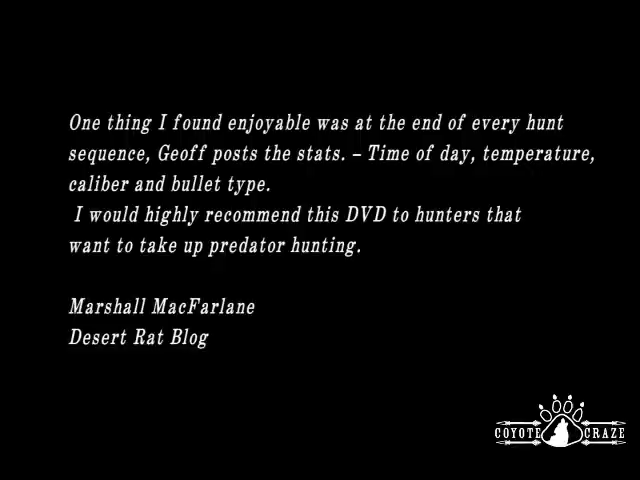 One thing I found enjoyable was at the end of every hunt
sequence, Geoff posts the stats. – Time of day, temperature,
caliber and bullet type.
I would highly recommend this DVD to hunters that
want to take up predator hunting.
Marshall MacFarlane
Desert Rat Blog
COYOTE CRAZE